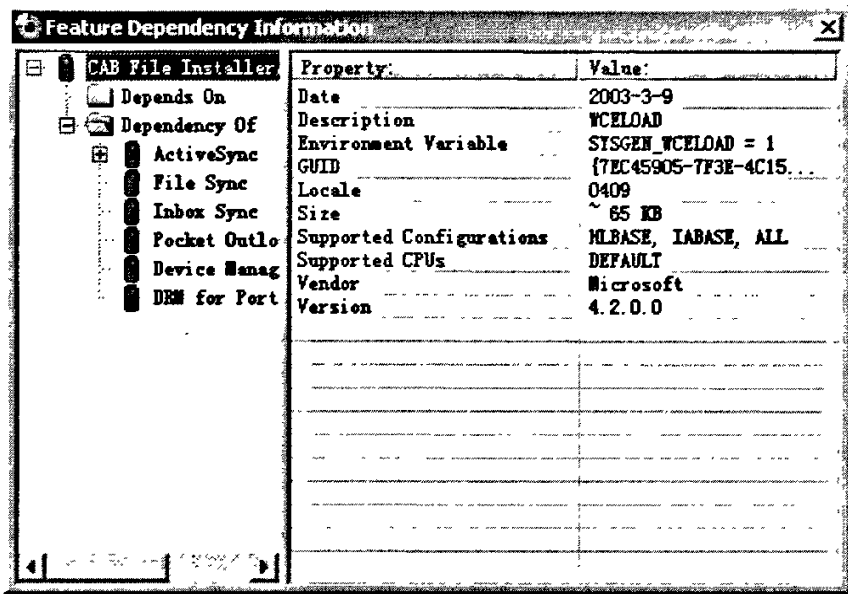 Feature Dependency Information
CAB File Installer
Depends On
Dependency Of
ActiveSync
File Sync
Inbox Sync
Pocket Outlo
Device Manag
DRM for Port
Property: Value:
Date 2003-3-9
Description WCELOAD
Environment Variable SYSGEN_WCELOAD = 1
GUID {7EC45905-7F3E-4C15...
Locale 0409
Size ~ 65 KB
Supported Configurations MLBASE, IABASE, ALL
Supported CPUs DEFAULT
Vendor Microsoft
Version 4.2.0.0